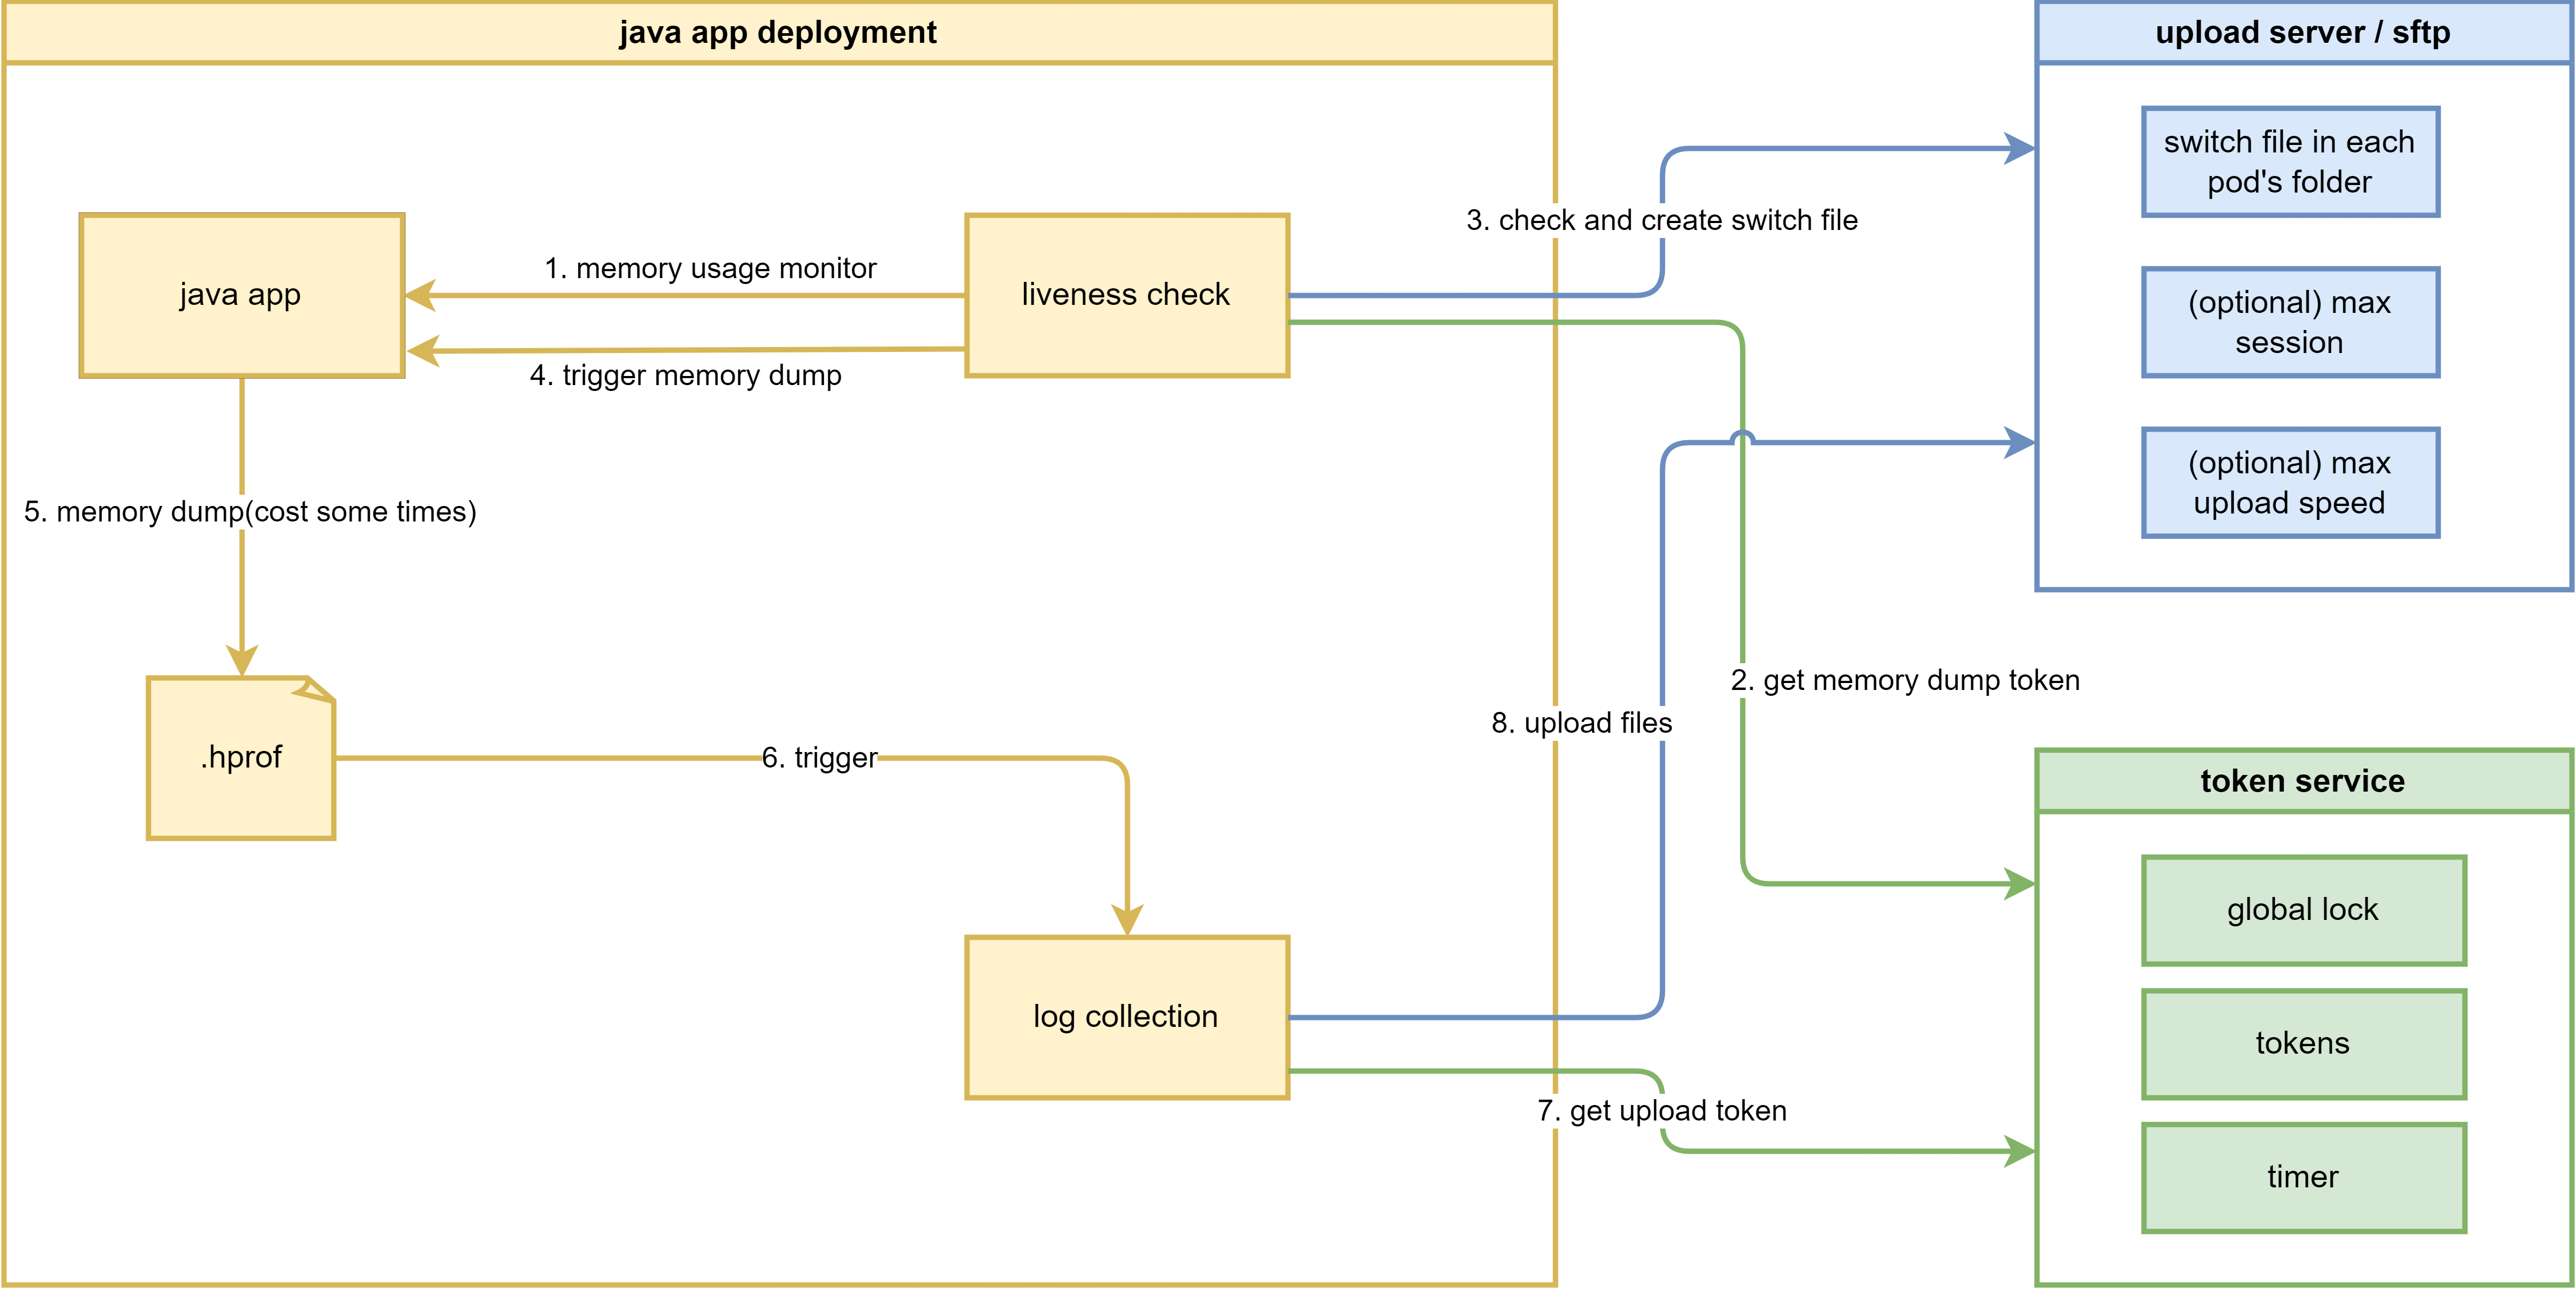 java app deployment
upload server / sftp
switch file in each
pod's folder
3. check and create switch file
1. memory usage monitor
java app
liveness check
(optional) max
session
4. trigger memory dump
(optional) max
upload speed
5. memory dump(cost some times)
2. get memory dump token
8. upload files
.hprof
6. trigger
token service
global lock
log collection
tokens
7. get upload token
timer